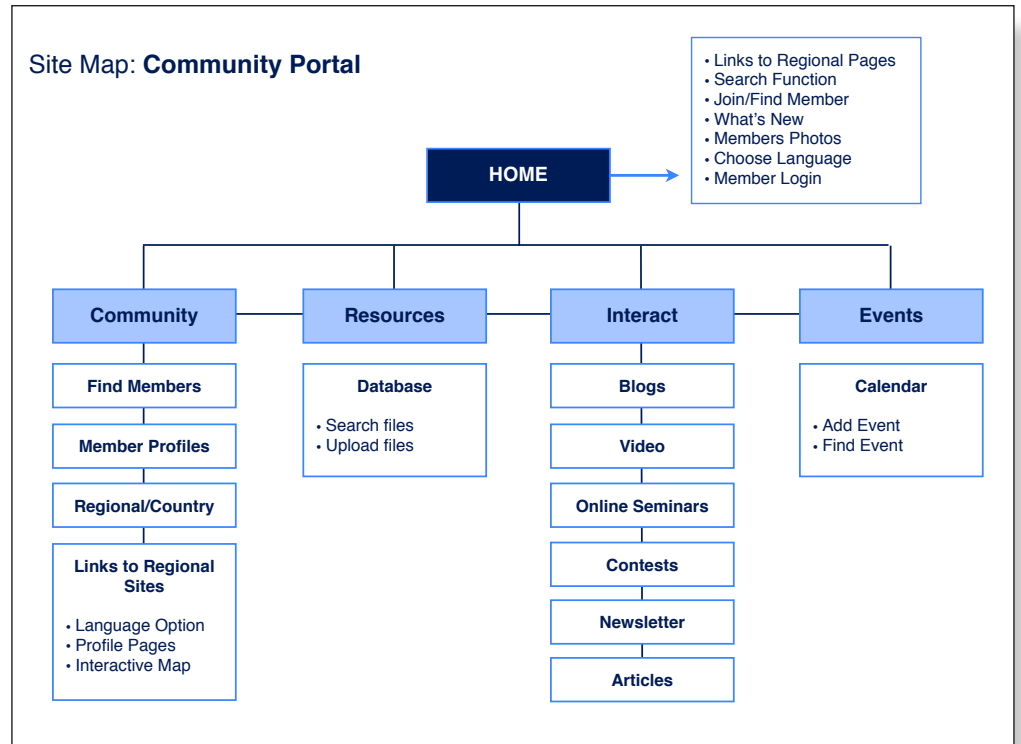 Site Map: Community Portal
• Links to Regional Pages
• Search Function
• Join/Find Member
• What's New
• Members Photos
• Choose Language
• Member Login
HOME
Community
Resources
Interact
Events
Find Members
Member Profiles
Regional/Country
Links to Regional
Sites
• Language Option
• Profile Pages
• Interactive Map
Database
• Search files
• Upload files
Blogs
Video
Online Seminars
Contests
Newsletter
Articles
Calendar
• Add Event
• Find Event